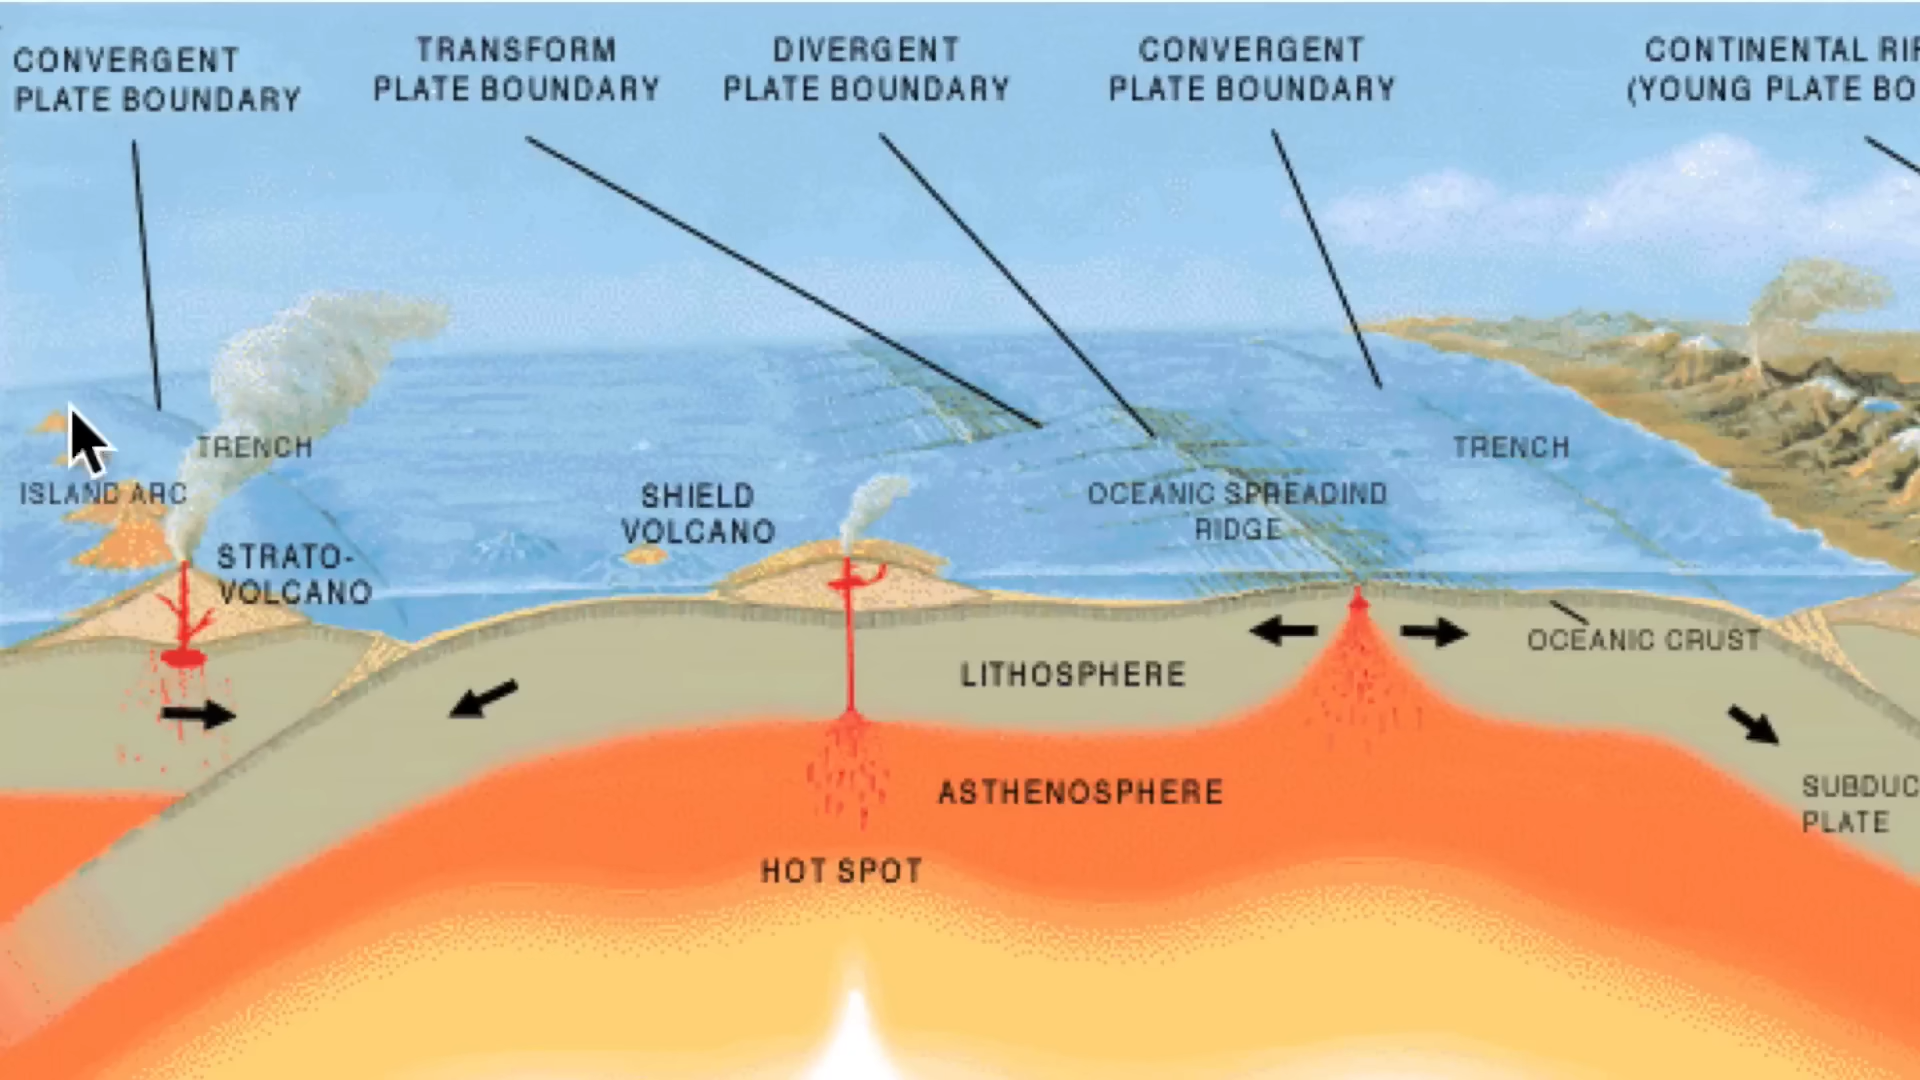 CONVERGENT
PLATE BOUNDARY
TRANSFORM
PLATE BOUNDARY
DIVERGENT
PLATE BOUNDARY
CONVERGENT
PLATE BOUNDARY
CONTINENTAL RIF
(YOUNG PLATE BO
TRENCH
ISLAND ARC
STRATO-
VOLCANO
SHIELD
VOLCANO
OCEANIC SPREADIND
RIDGE
TRENCH
OCEANIC CRUST
LITHOSPHERE
ASTHENOSPHERE
HOT SPOT
SUBDUC
PLATE